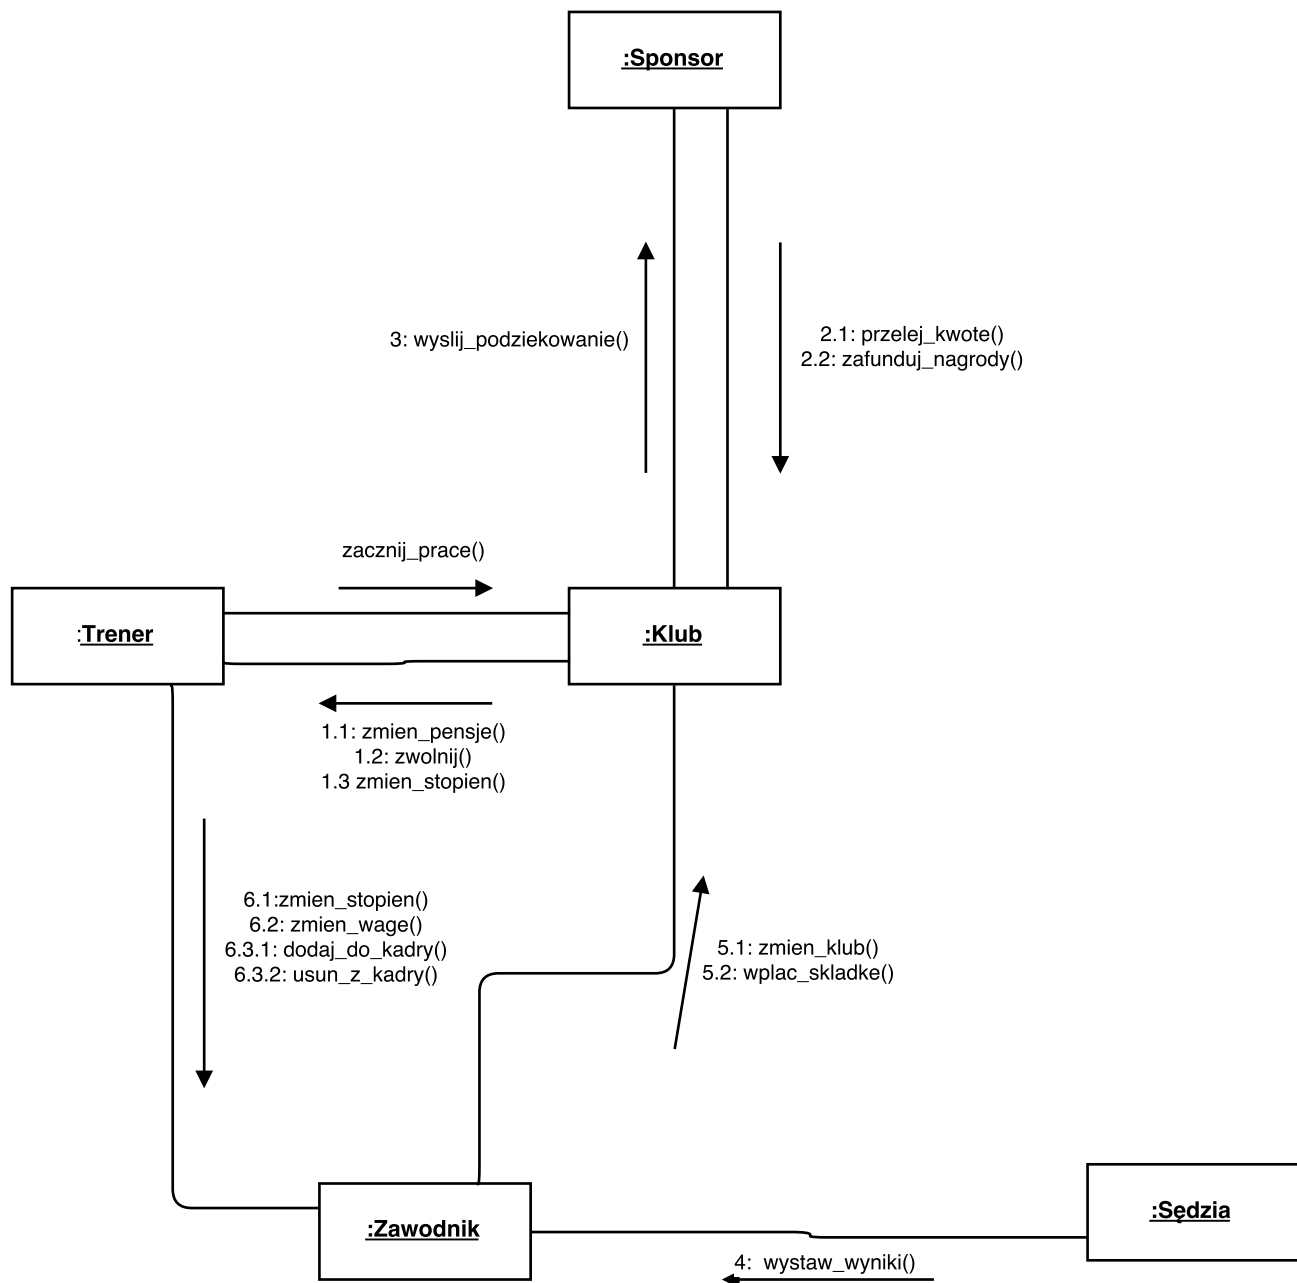 :Sponsor
3: wyslij_podziekowanie()
2.1: przelej_kwote()
2.2: zafunduj_nagrody()
zacznij_prace()
:Trener
:Klub
1.1: zmien_pensje()
1.2: zwolnij()
1.3 zmien_stopien()
6.1:zmien_stopien()
6.2: zmien_wage()
6.3.1: dodaj_do_kadry()
6.3.2: usun_z_kadry()
5.1: zmien_klub()
5.2: wplac_skladke()
:Zawodnik
:Sędzia
4: wystaw_wyniki()